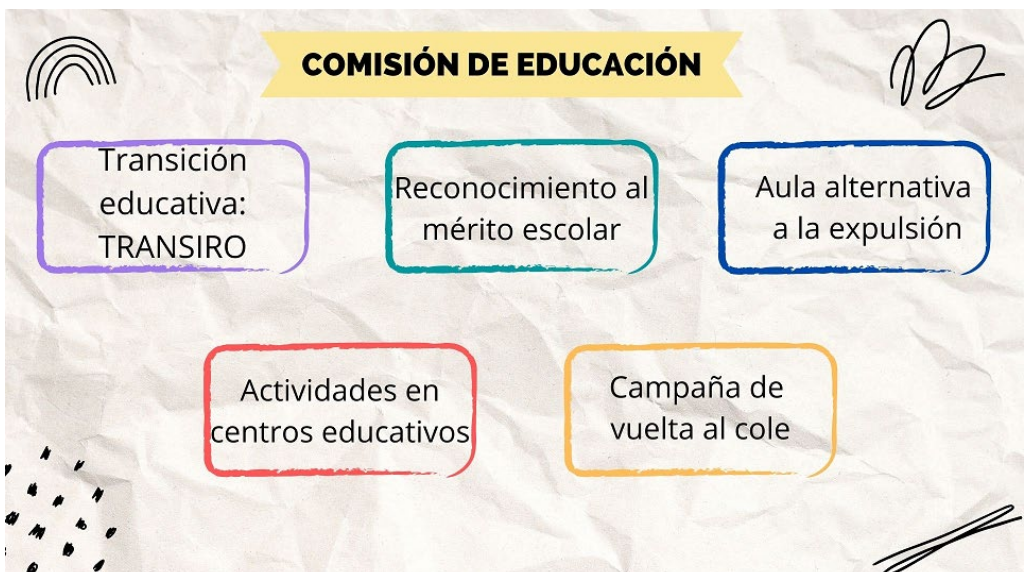 COMISIÓN DE EDUCACIÓN
Transición
educativa:
TRANSIRO
Reconocimiento al
mérito escolar
Aula alternativa
a la expulsión
Actividades en
centros educativos
Campaña de
vuelta al cole